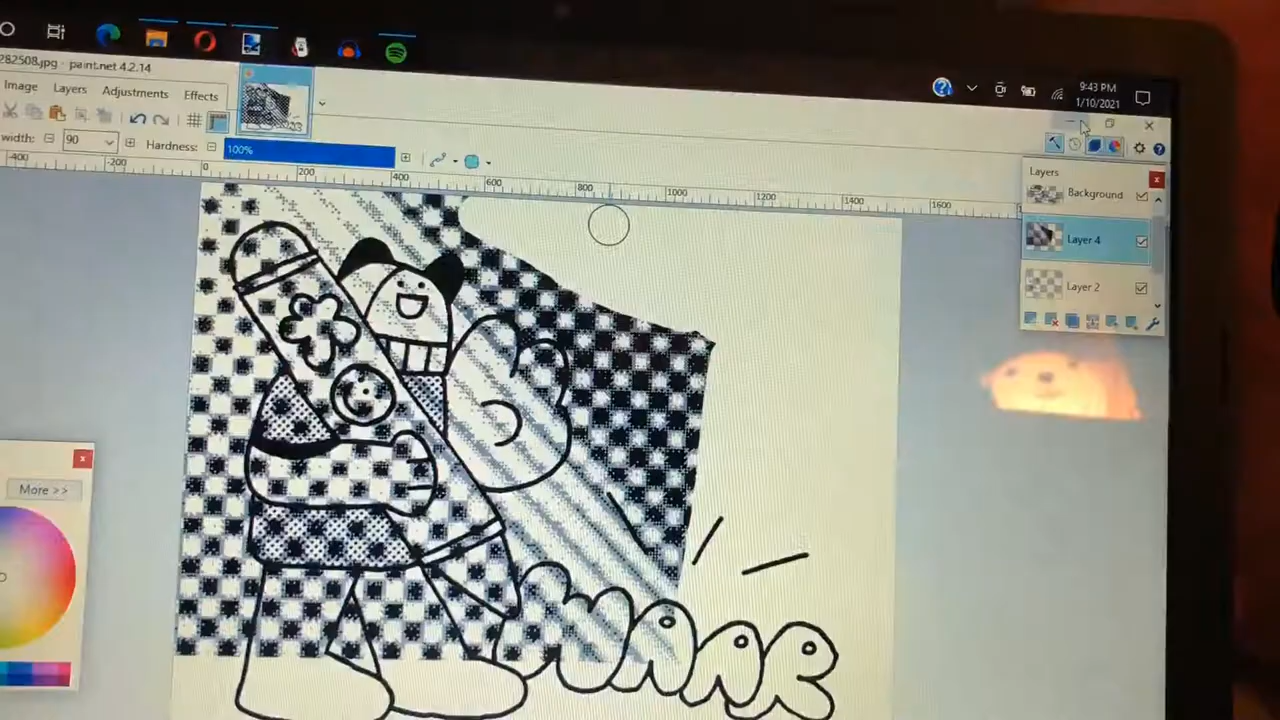 282508.jpg - paint.net 4.2.14
9:43 PM
1/10/2021
Image Layers Adjustments Effects
width: 90 Hardness: 100%
-400 -200 0 200 400 600 800 1000 1200 1400 1600
Layers
Background
Layer 4
Layer 2
More >>